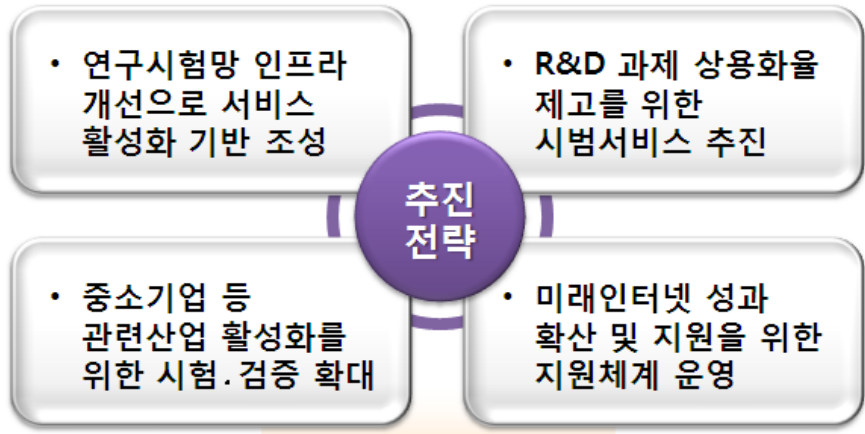 • 연구시험망 인프라
개선으로 서비스
활성화 기반 조성
• R&D 과제 상용화율
제고를 위한
시범서비스 추진
추진
전략
• 중소기업 등
관련산업 활성화를
위한 시험․검증 확대
• 미래인터넷 성과
확산 및 지원을 위한
지원체계 운영